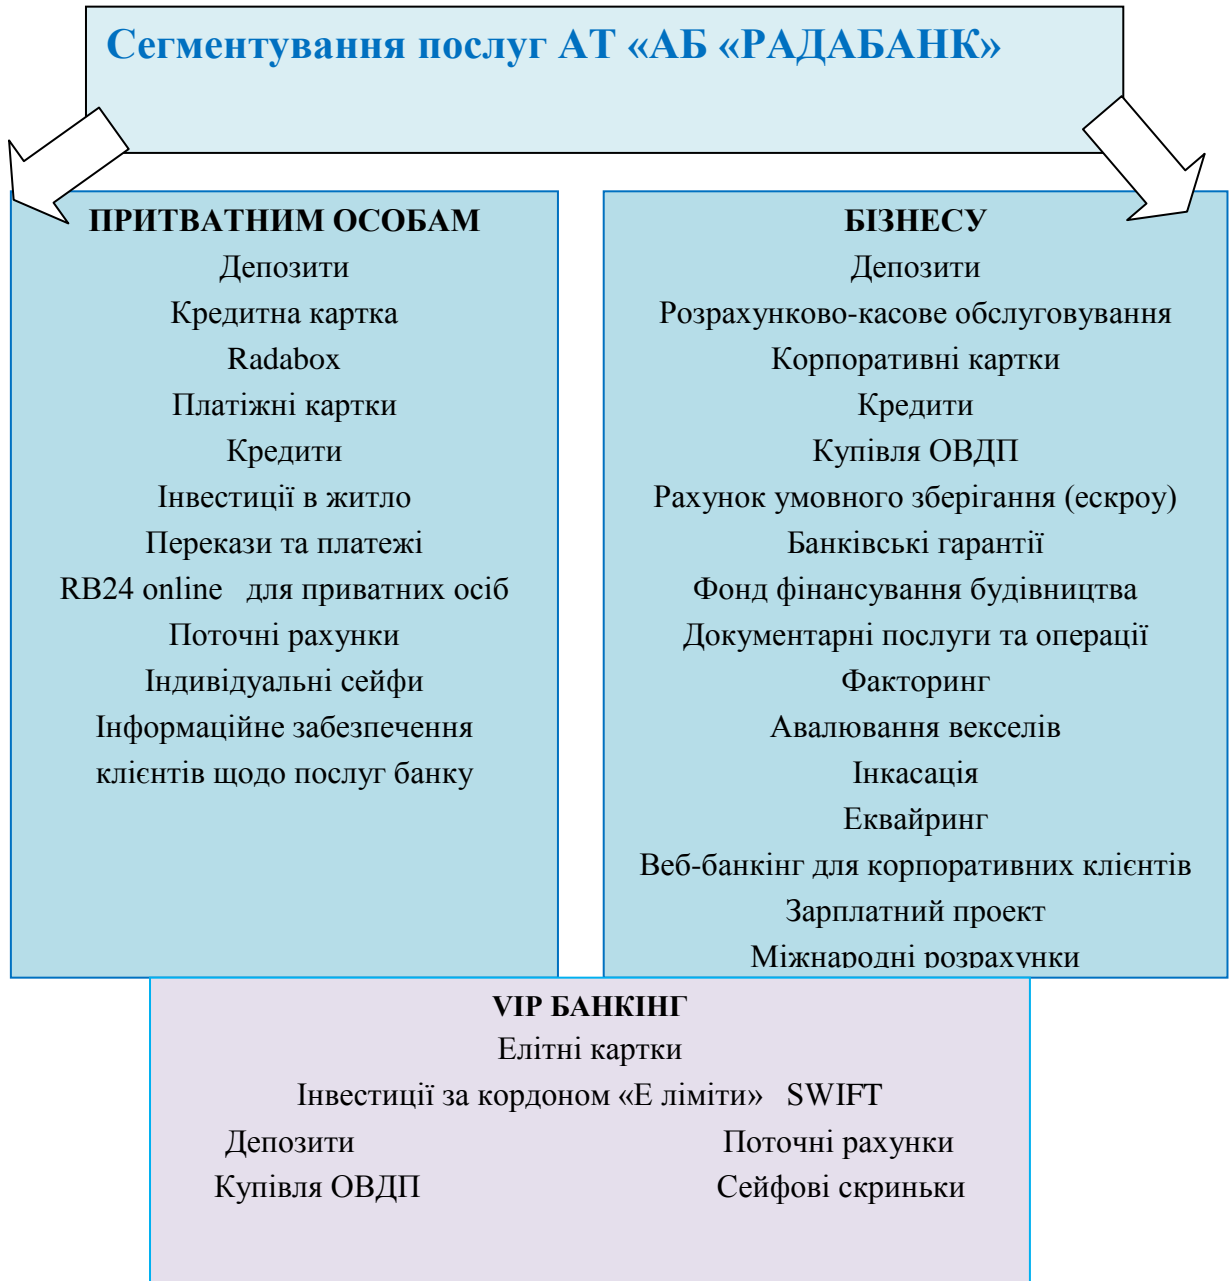 Сегментування послуг АТ «АБ «РАДАБАНК»
ПРИТВАТНИМ ОСОБАМ
Депозити
Кредитна картка
Radabox
Платіжні картки
Кредити
Інвестиції в житло
Перекази та платежі
RB24 online для приватних осіб
Поточні рахунки
Індивідуальні сейфи
Інформаційне забезпечення
клієнтів щодо послуг банку
БІЗНЕСУ
Депозити
Розрахунково-касове обслуговування
Корпоративні картки
Кредити
Купівля ОВДП
Рахунок умовного зберігання (ескроу)
Банківські гарантії
Фонд фінансування будівництва
Документарні послуги та операції
Факторинг
Авалювання векселів
Інкасація
Еквайринг
Веб-банкінг для корпоративних клієнтів
Зарплатний проект
Міжнародні розрахунки
VIP БАНКІНГ
Елітні картки
Інвестиції за кордоном «Е ліміти» SWIFT
Депозити Поточні рахунки
Купівля ОВДП Сейфові скриньки